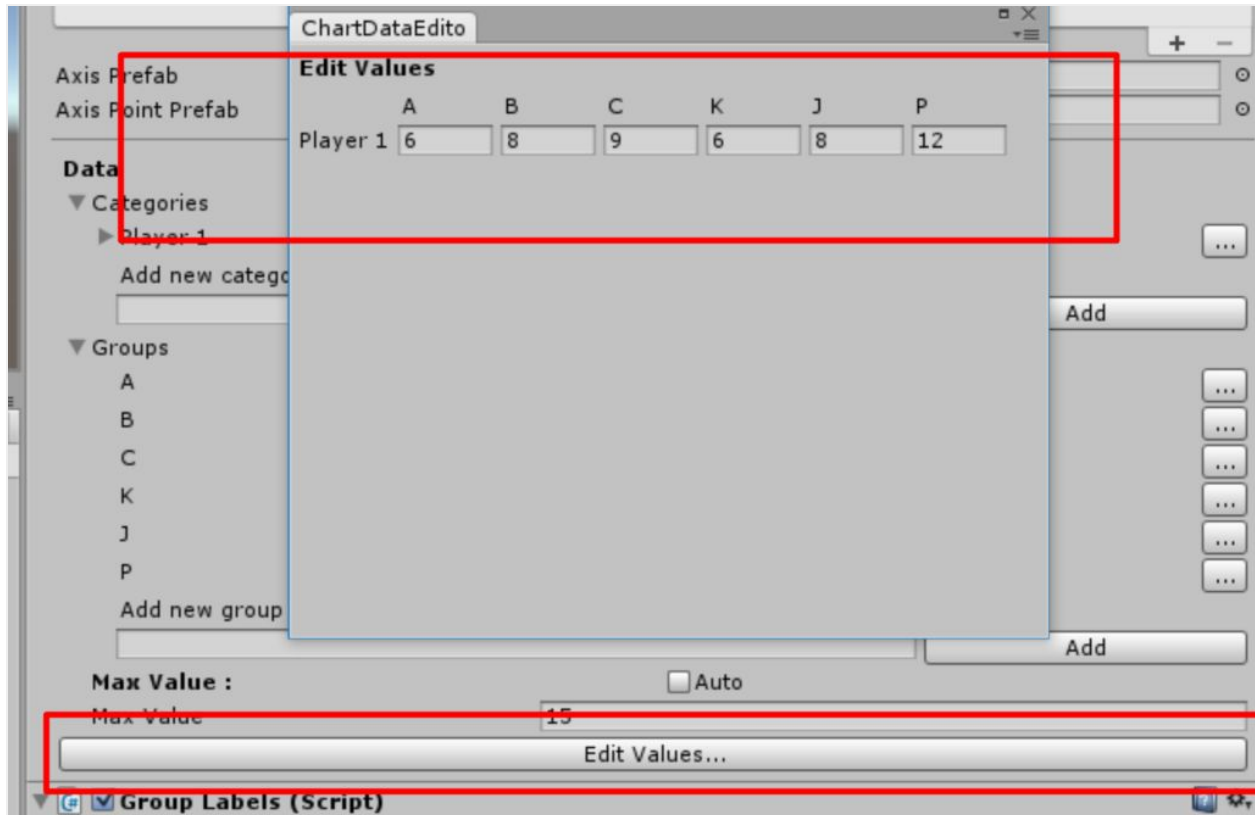 ChartDataEdito
Edit Values
A B C K J P
Player 1 6 8 9 6 8 12
+ −
Axis Prefab
Axis Point Prefab
Data
Categories
Player 1
...
Add new catego
Add
Groups
A ...
B ...
C ...
K ...
J ...
P ...
Add new group
Add
Max Value : Auto
Max Value 15
Edit Values...
Group Labels (Script)